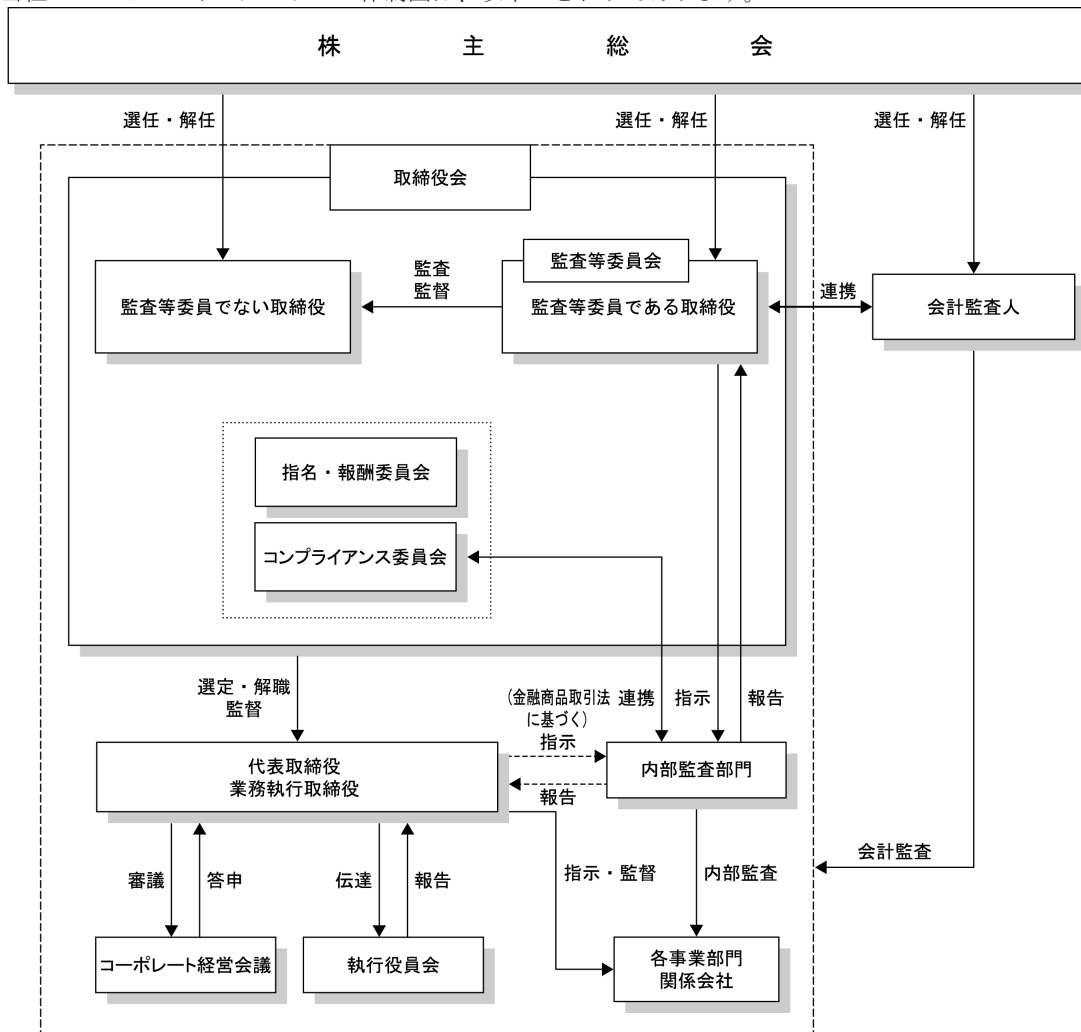 株主総会
選任・解任
選任・解任
選任・解任
取締役会
監査等委員会
監査等委員でない取締役
監査
監督
監査等委員である取締役
連携
会計監査人
指名・報酬委員会
コンプライアンス委員会
選定・解職
監督
(金融商品取引法
に基づく)
指示
連携
指示
報告
代表取締役
業務執行取締役
報告
内部監査部門
審議
答申
伝達
報告
指示・監督
内部監査
会計監査
コーポレート経営会議
執行役員会
各事業部門
関係会社